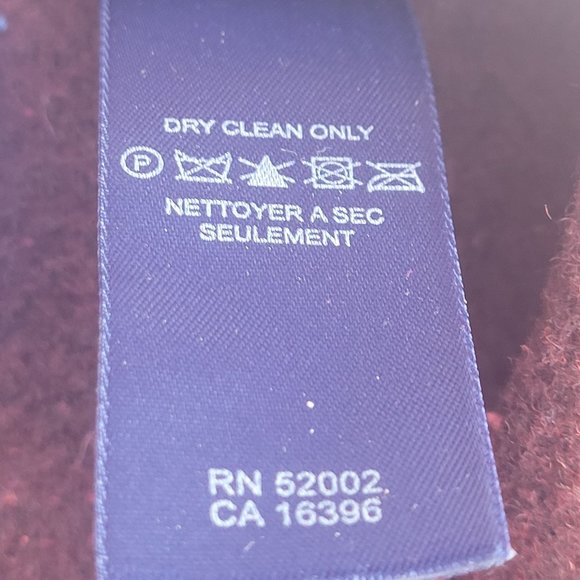 DRY CLEAN ONLY
P
NETTOYER A SEC
SEULEMENT
RN 52002
CA 16396